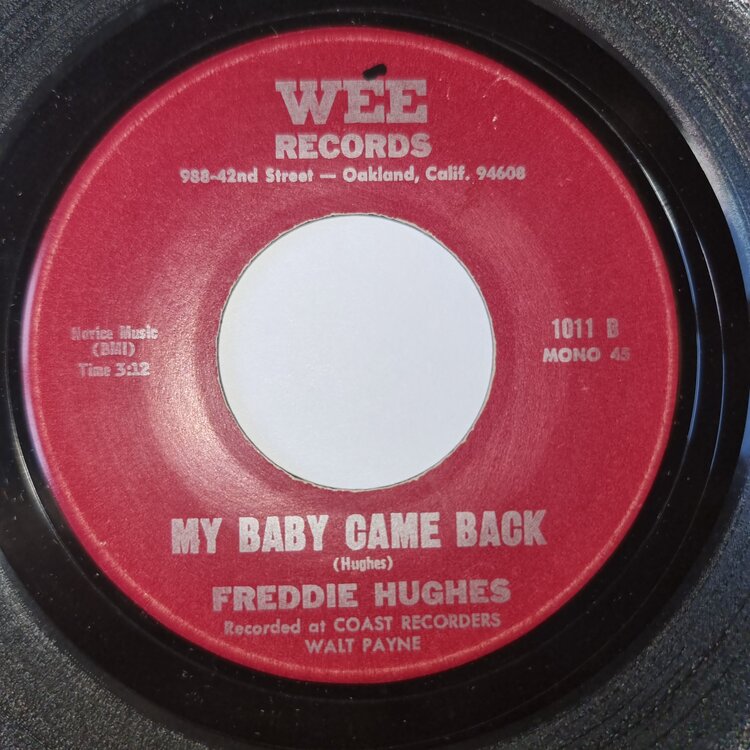 WEE
RECORDS
988-42nd Street — Oakland, Calif. 94608
Norice Music
(BMI)
Time 3:12
1011 B
MONO 45
MY BABY CAME BACK
(Hughes)
FREDDIE HUGHES
Recorded at COAST RECORDERS
WALT PAYNE